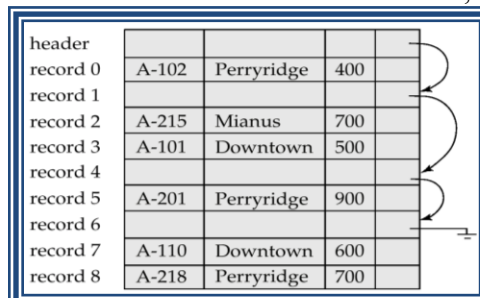 header
record 0 A-102 Perryridge 400
record 1
record 2 A-215 Mianus 700
record 3 A-101 Downtown 500
record 4
record 5 A-201 Perryridge 900
record 6
record 7 A-110 Downtown 600
record 8 A-218 Perryridge 700